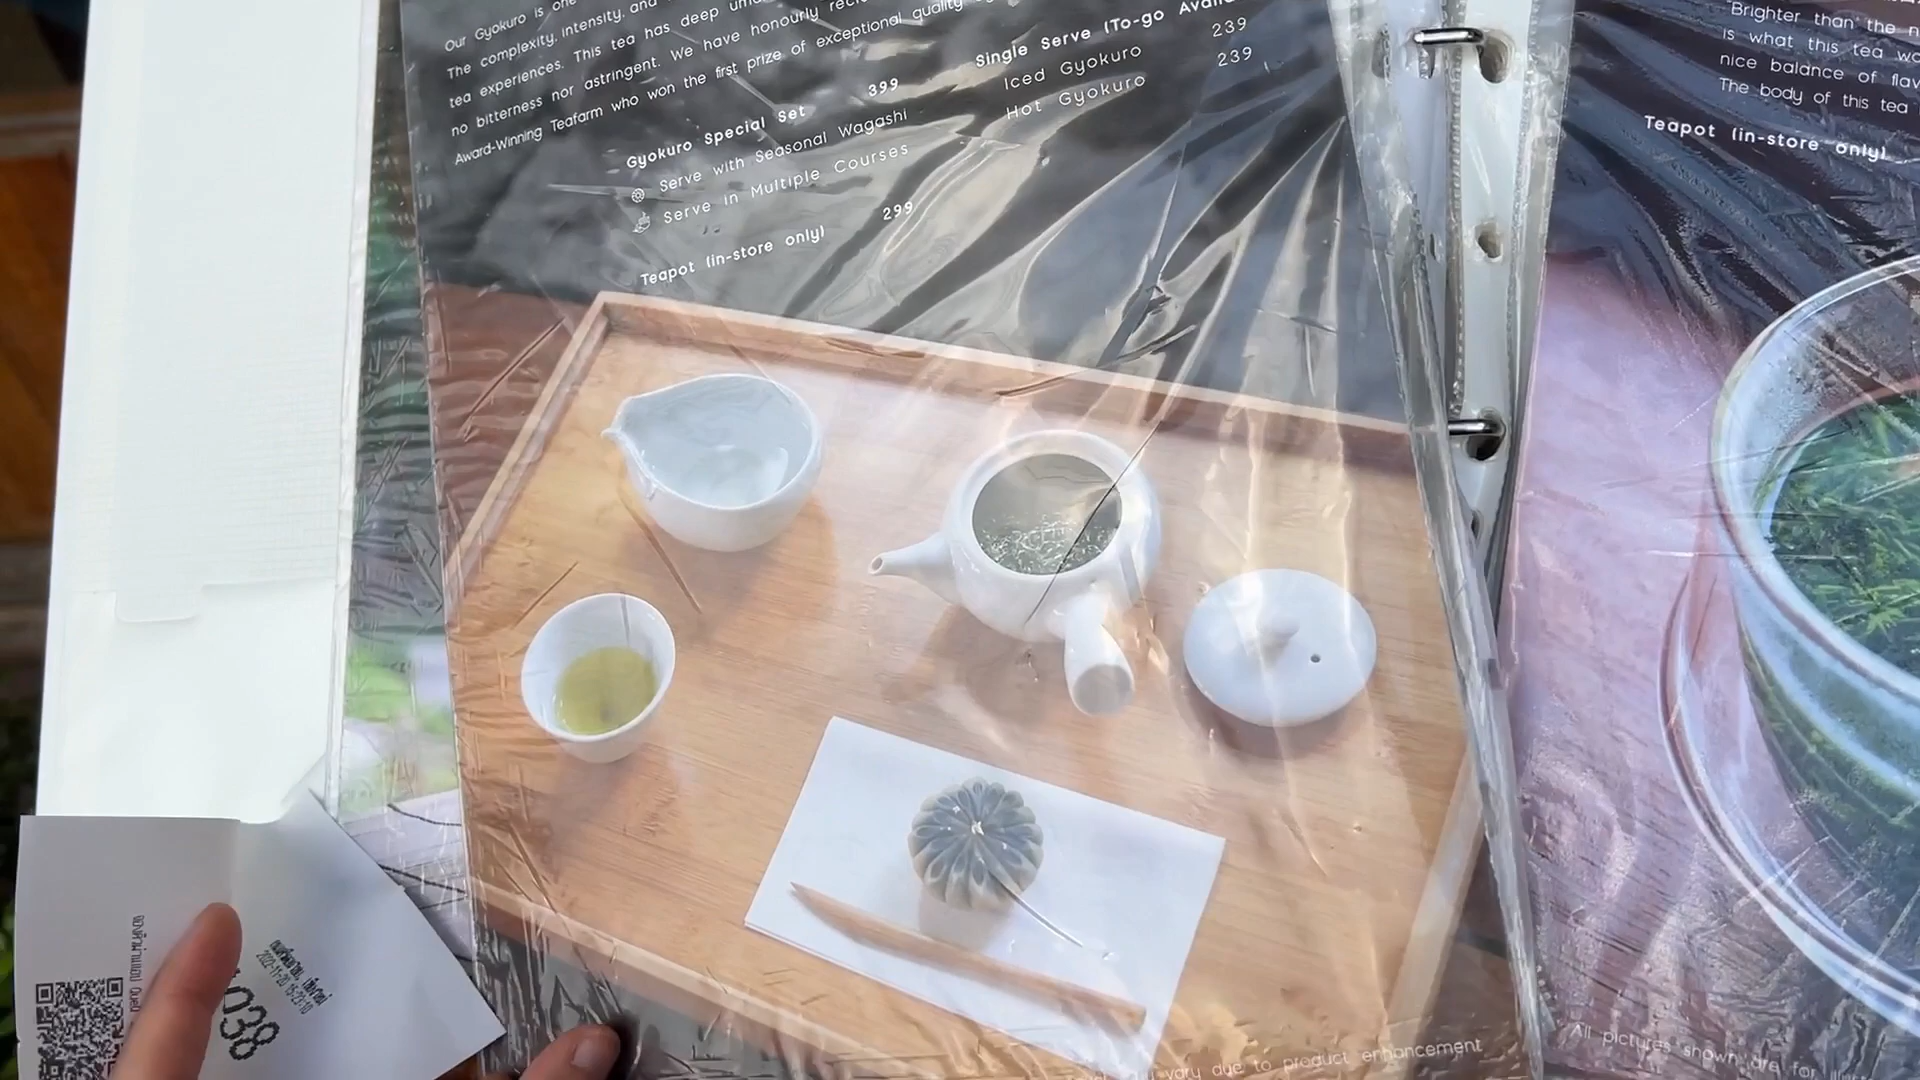 Our Gyokuro is one
The complexity, intensity, and
tea experiences. This tea has deep
no bitterness nor astringent. We have honourly
Award-Winning Teafarm who won the first prize of exceptional quality
Gyokuro Special Set 399
Serve with Seasonal Wagashi
Serve in Multiple Courses
Teapot (in-store only) 299
Single Serve (To-go
Iced Gyokuro 239
Hot Gyokuro 239
vary due to product enhancement
"Brighter than the
is what this tea
nice balance of
The body of this tea
Teapot (in-store only)
All pictures shown are for
2022-11-20
038